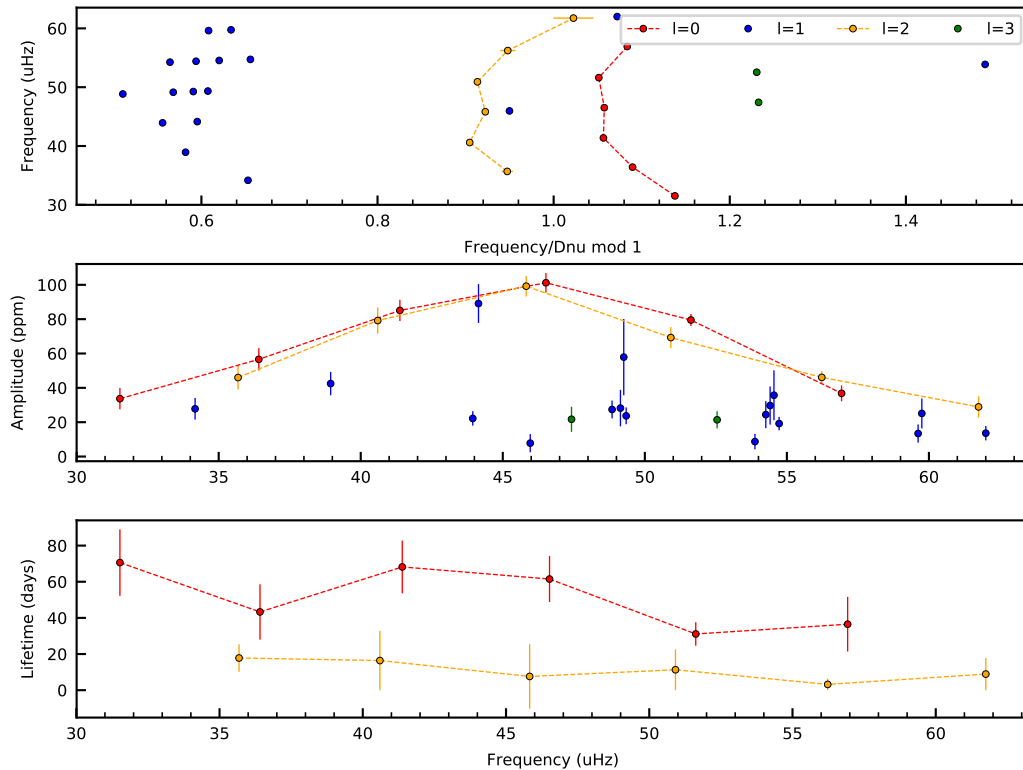 60
50
40
30
Frequency (uHz)
l=0 l=1 l=2 l=3
0.6 0.8 1.0 1.2 1.4
Frequency/Dnu mod 1
100
80
60
40
20
0
Amplitude (ppm)
30 35 40 45 50 55 60
80
60
40
20
0
Lifetime (days)
30 35 40 45 50 55 60
Frequency (uHz)